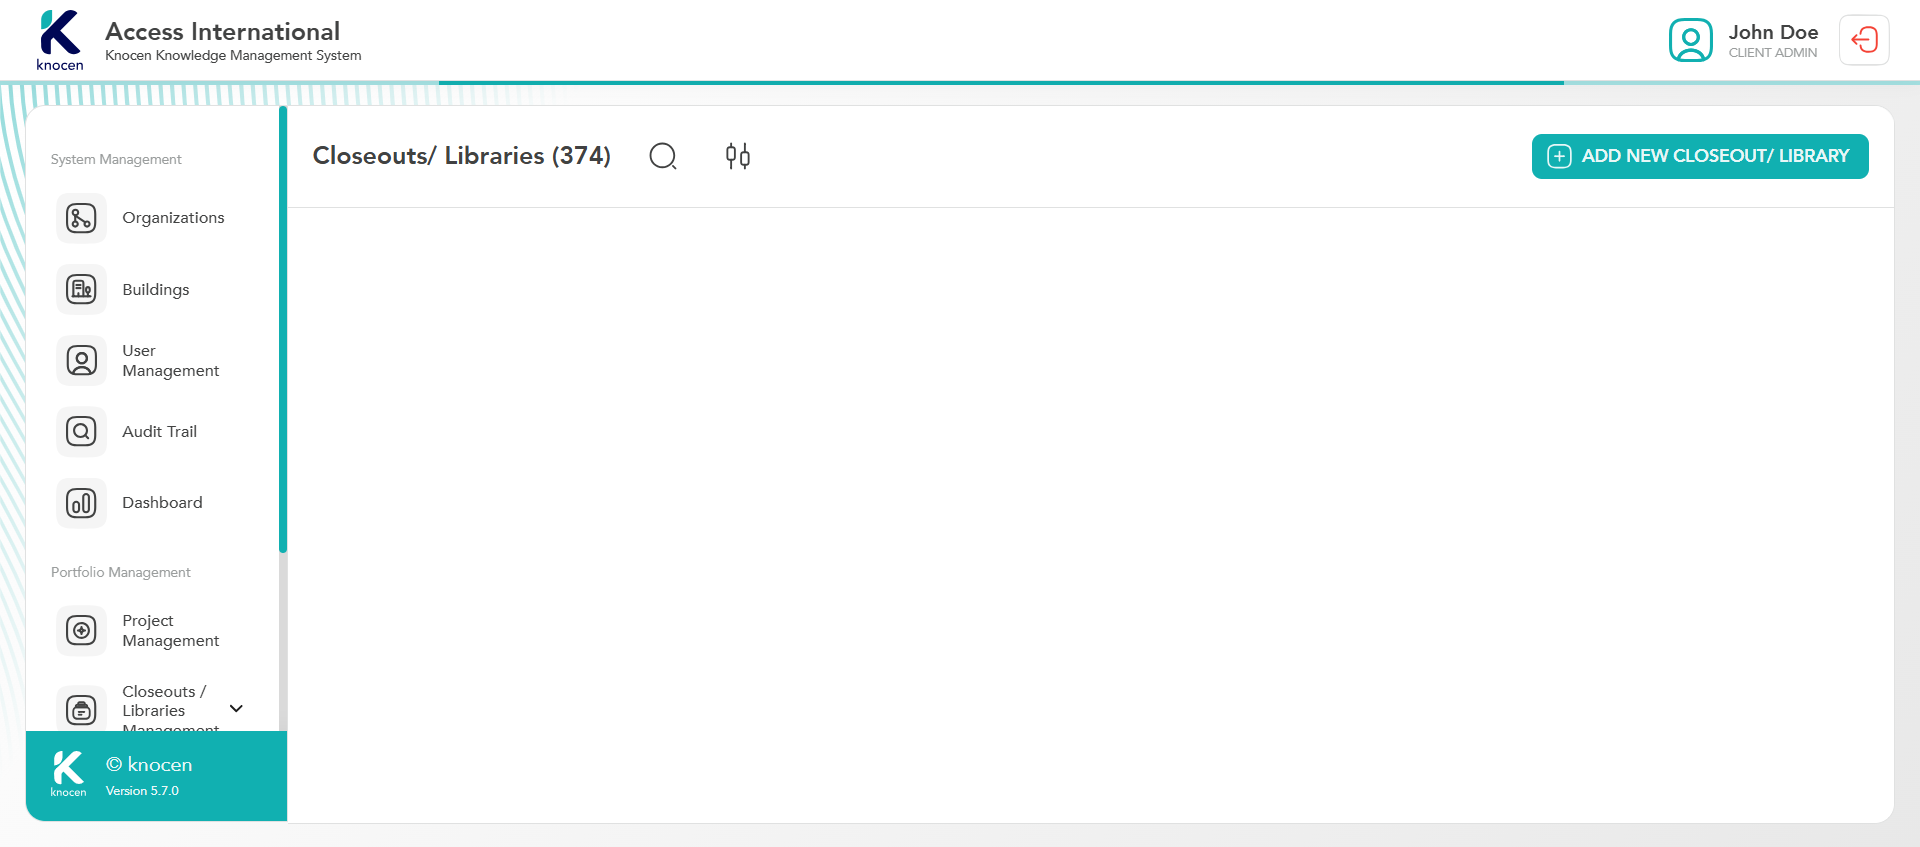 knocen
Access International
Knocen Knowledge Management System
John Doe
CLIENT ADMIN
System Management
Organizations
Buildings
User
Management
Audit Trail
Dashboard
Portfolio Management
Project
Management
Closeouts /
Libraries
Management
© knocen
knocen
Version 5.7.0
Closeouts/ Libraries (374)
ADD NEW CLOSEOUT/ LIBRARY